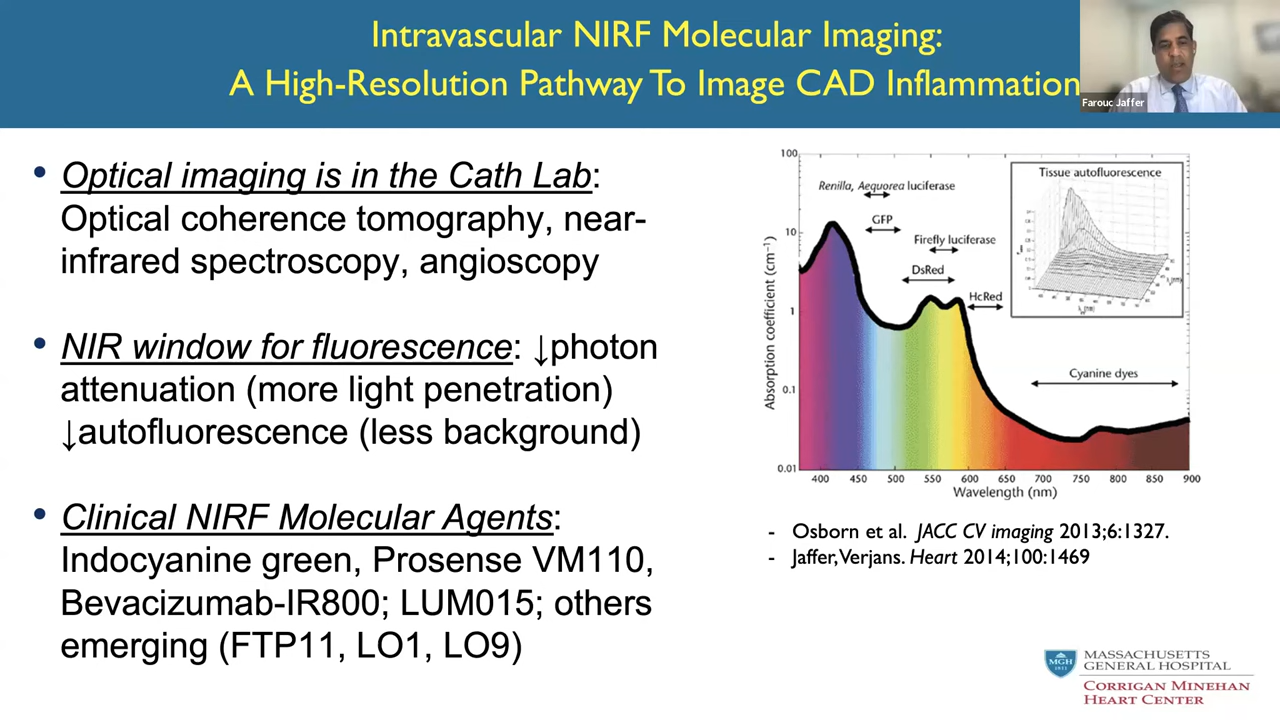 Intravascular NIRF Molecular Imaging:
A High-Resolution Pathway To Image CAD Inflammation
Farouc Jaffer
• Optical imaging is in the Cath Lab:
Optical coherence tomography, near-
infrared spectroscopy, angioscopy
• NIR window for fluorescence: ↓photon
attenuation (more light penetration)
↓autofluorescence (less background)
• Clinical NIRF Molecular Agents:
Indocyanine green, Prosense VM110,
Bevacizumab-IR800; LUM015; others
emerging (FTP11, LO1, LO9)
100
10
1
0.1
0.01
Absorption coefficient (cm⁻¹)
Renilla, Aequorea luciferase
GFP
Firefly luciferase
DsRed
HcRed
Tissue autofluorescence
Cyanine dyes
400 450 500 550 600 650 700 750 800 850 900
Wavelength (nm)
- Osborn et al. JACC CV imaging 2013;6:1327.
- Jaffer,Verjans. Heart 2014;100:1469
MGH
1811
MASSACHUSETTS
GENERAL HOSPITAL
CORRIGAN MINEHAN
HEART CENTER